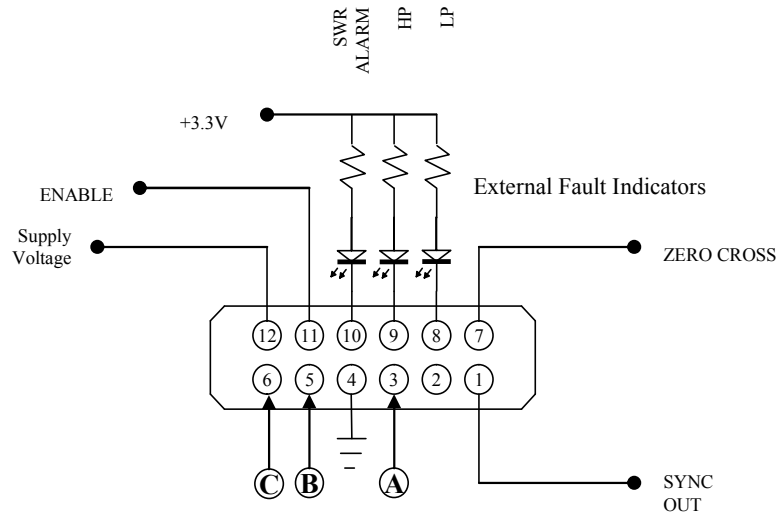 SWR
ALARM
HP
LP
+3.3V
ENABLE
External Fault Indicators
Supply
Voltage
ZERO CROSS
12 11 10 9 8 7
6 5 4 3 2 1
C B A
SYNC
OUT